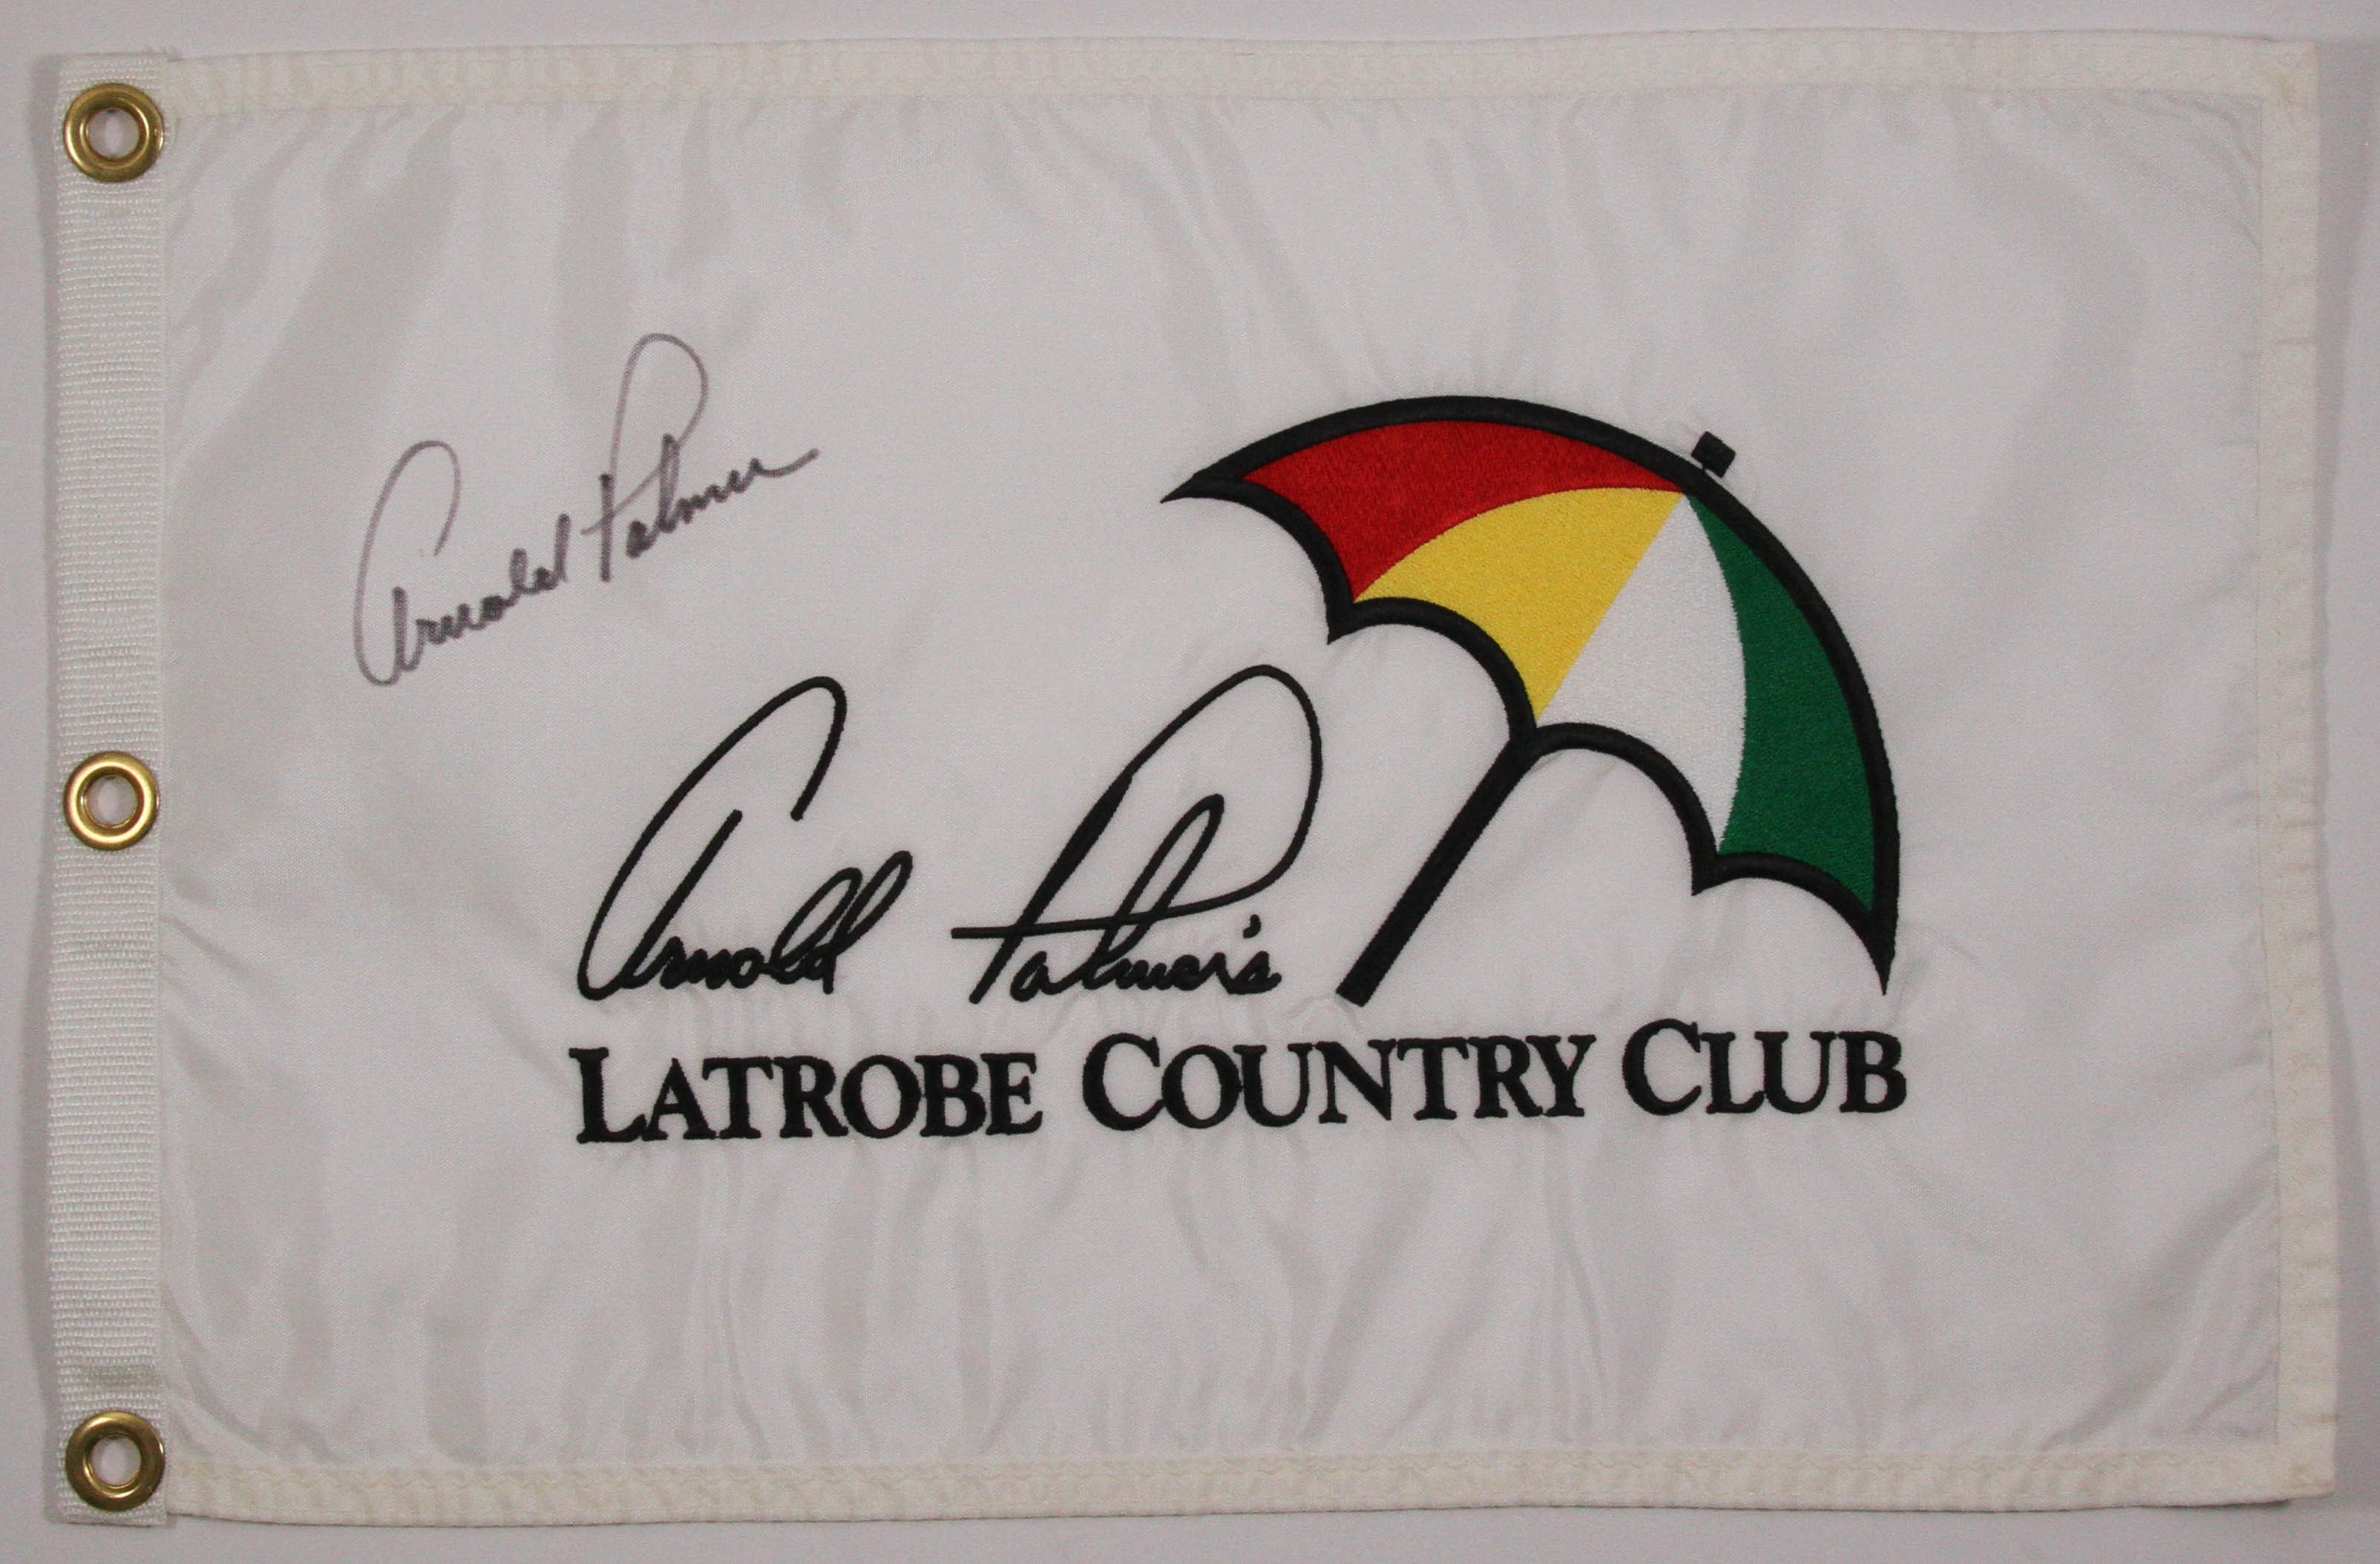 Arnold Palmer
Arnold Palmer's
LATROBE COUNTRY CLUB